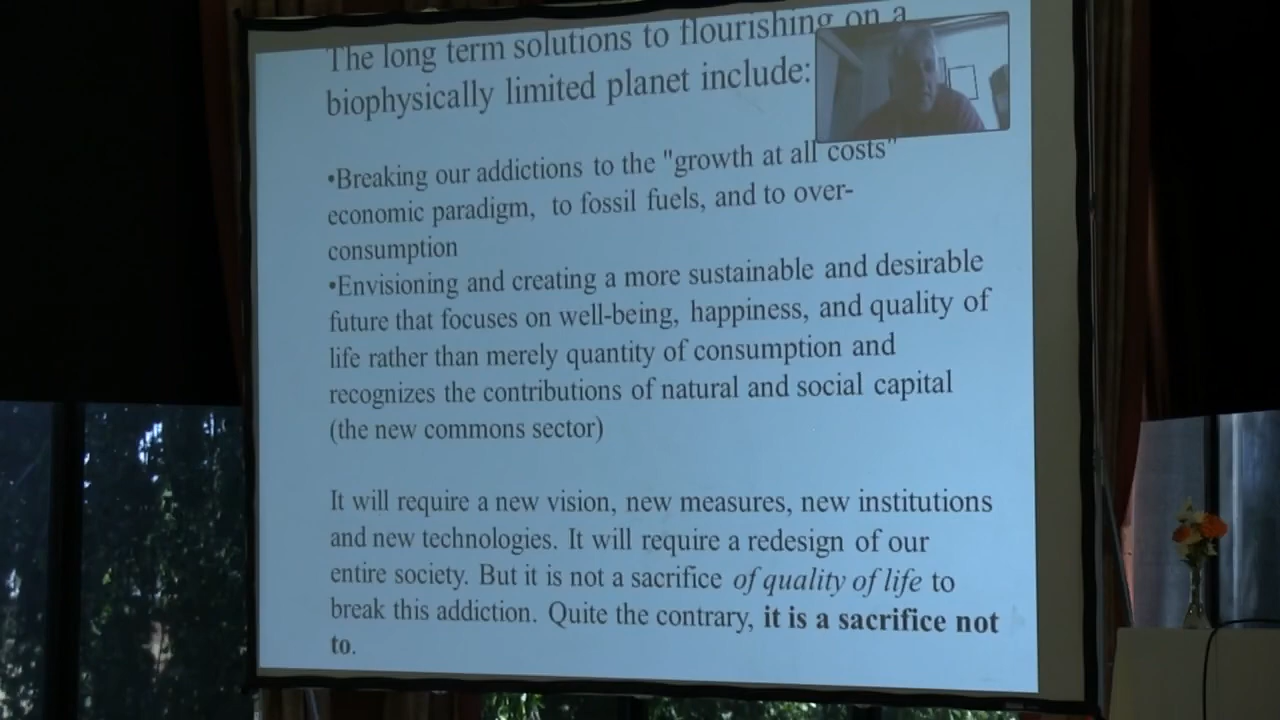 The long term solutions to flourishing on a
biophysically limited planet include:
•Breaking our addictions to the "growth at all costs"
economic paradigm, to fossil fuels, and to over-
consumption
•Envisioning and creating a more sustainable and desirable
future that focuses on well-being, happiness, and quality of
life rather than merely quantity of consumption and
recognizes the contributions of natural and social capital
(the new commons sector)
It will require a new vision, new measures, new institutions
and new technologies. It will require a redesign of our
entire society. But it is not a sacrifice of quality of life to
break this addiction. Quite the contrary, it is a sacrifice not
to.